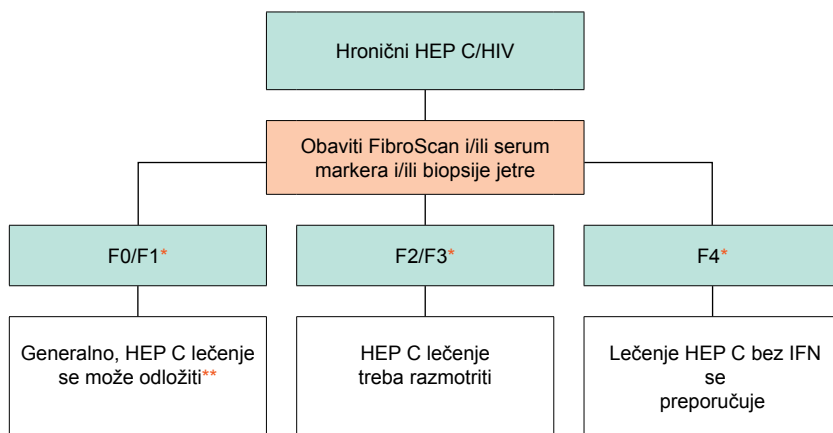 Hronični HEP C/HIV
Obaviti FibroScan i/ili serum
markera i/ili biopsije jetre
F0/F1*
F2/F3*
F4*
Generalno, HEP C lečenje
se može odložiti**
HEP C lečenje
treba razmotriti
Lečenje HEP C bez IFN
se
preporučuje